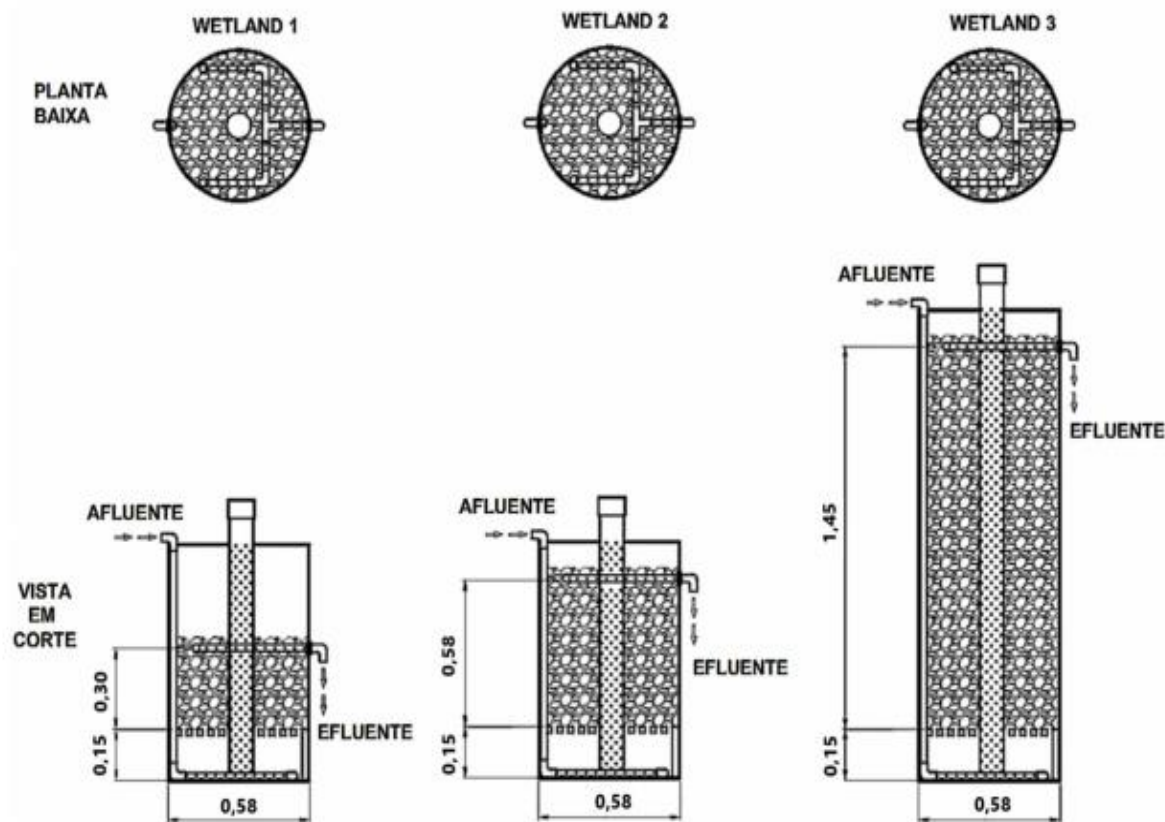 WETLAND 1
WETLAND 2
WETLAND 3
PLANTA
BAIXA
AFLUENTE
EFLUENTE
1,45
0,15
0,58
AFLUENTE
AFLUENTE
VISTA
EM
CORTE
0,30
0,15
EFLUENTE
0,58
0,58
0,15
EFLUENTE
0,58